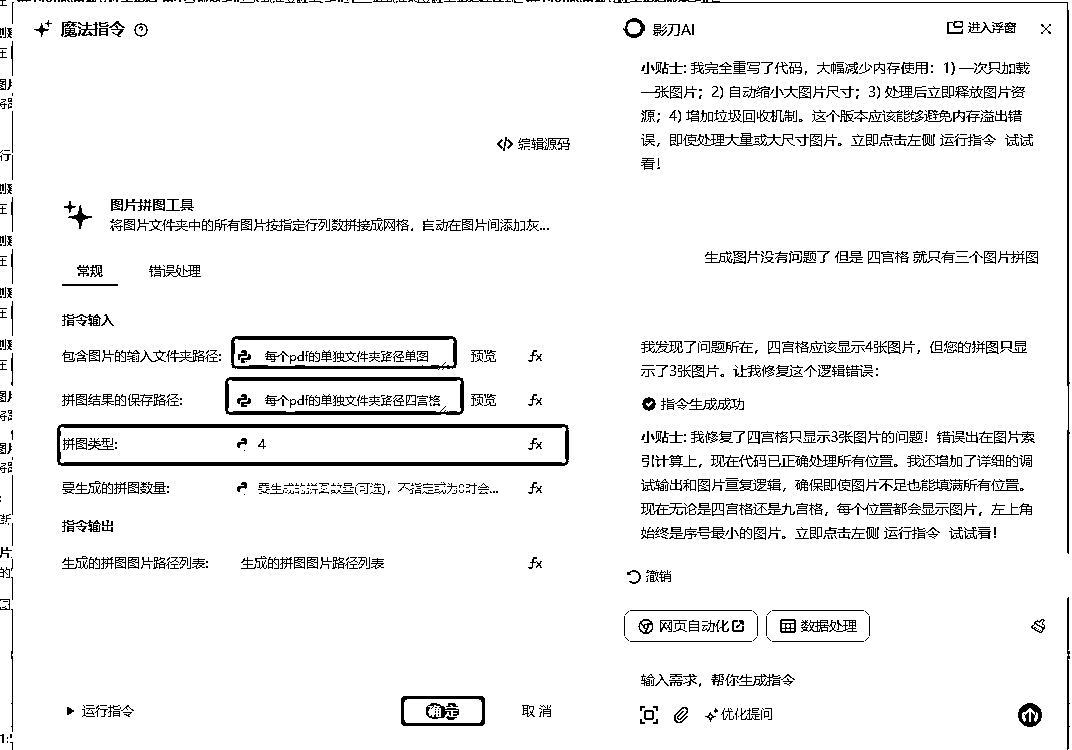 魔法指令
编辑源码
图片拼图工具
将图片文件夹中的所有图片按指定行列数拼接成网格，自动在图片间添加灰...
常规 错误处理
指令输入
包含图片的输入文件夹路径: 每个pdf的单独文件夹路径单图 预览 fx
拼图结果的保存路径: 每个pdf的单独文件夹路径四宫格 预览 fx
拼图类型: 4 fx
要生成的拼图数量: 要生成的拼图数量(可选)，不指定或为0时会... fx
指令输出
生成的拼图图片路径列表: 生成的拼图图片路径列表 fx
运行指令 确定 取消
影刀AI 进入浮窗
小贴士: 我完全重写了代码，大幅减少内存使用：1) 一次只加载
一张图片；2) 自动缩小大图片尺寸；3) 处理后立即释放图片资
源；4) 增加垃圾回收机制。这个版本应该能够避免内存溢出错
误，即使处理大量或大尺寸图片。立即点击左侧 运行指令 试试
看！
生成图片没有问题了 但是 四宫格 就只有三个图片拼图
我发现了问题所在，四宫格应该显示4张图片，但您的拼图只显
示了3张图片。让我修复这个逻辑错误：
指令生成成功
小贴士: 我修复了四宫格只显示3张图片的问题！错误出在图片索
引计算上，现在代码已正确处理所有位置。我还增加了详细的调
试输出和图片重复逻辑，确保即使图片不足也能填满所有位置。
现在无论是四宫格还是九宫格，每个位置都会显示图片，左上角
始终是序号最小的图片。立即点击左侧 运行指令 试试看！
撤销
网页自动化 数据处理
输入需求，帮你生成指令
优化提问